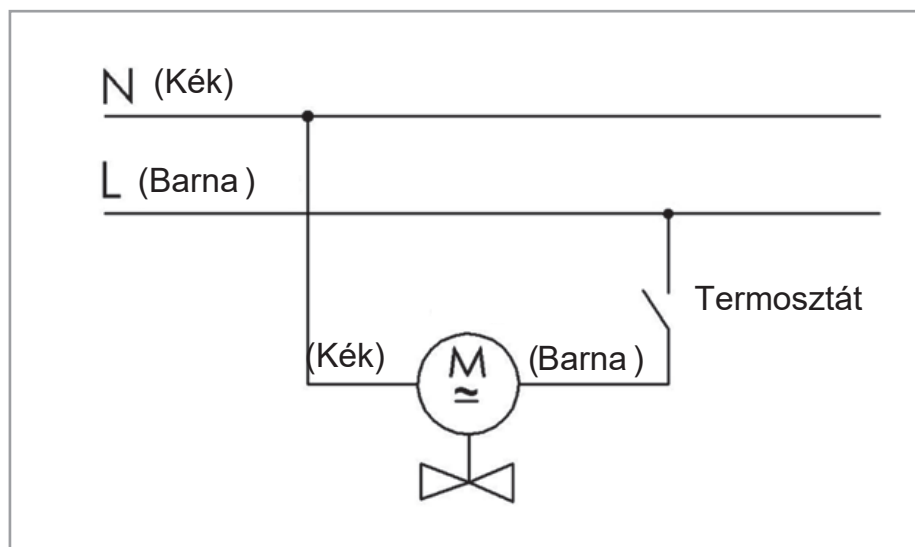 N (Kék)
L (Barna )
Termosztát
(Kék)
M
(Barna )
≂